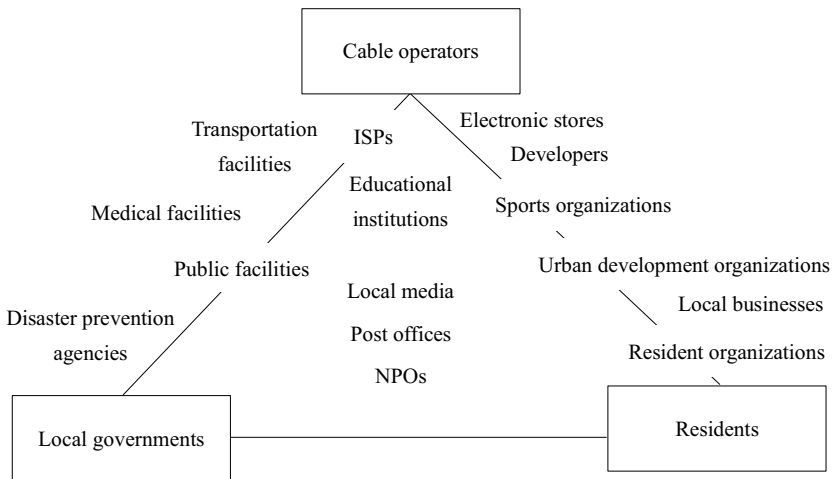 Cable operators
Electronic stores
Transportation
facilities
ISPs
Developers
Educational
institutions
Medical facilities
Sports organizations
Public facilities
Urban development organizations
Local media
Local businesses
Disaster prevention
agencies
Post offices
Resident organizations
NPOs
Local governments
Residents